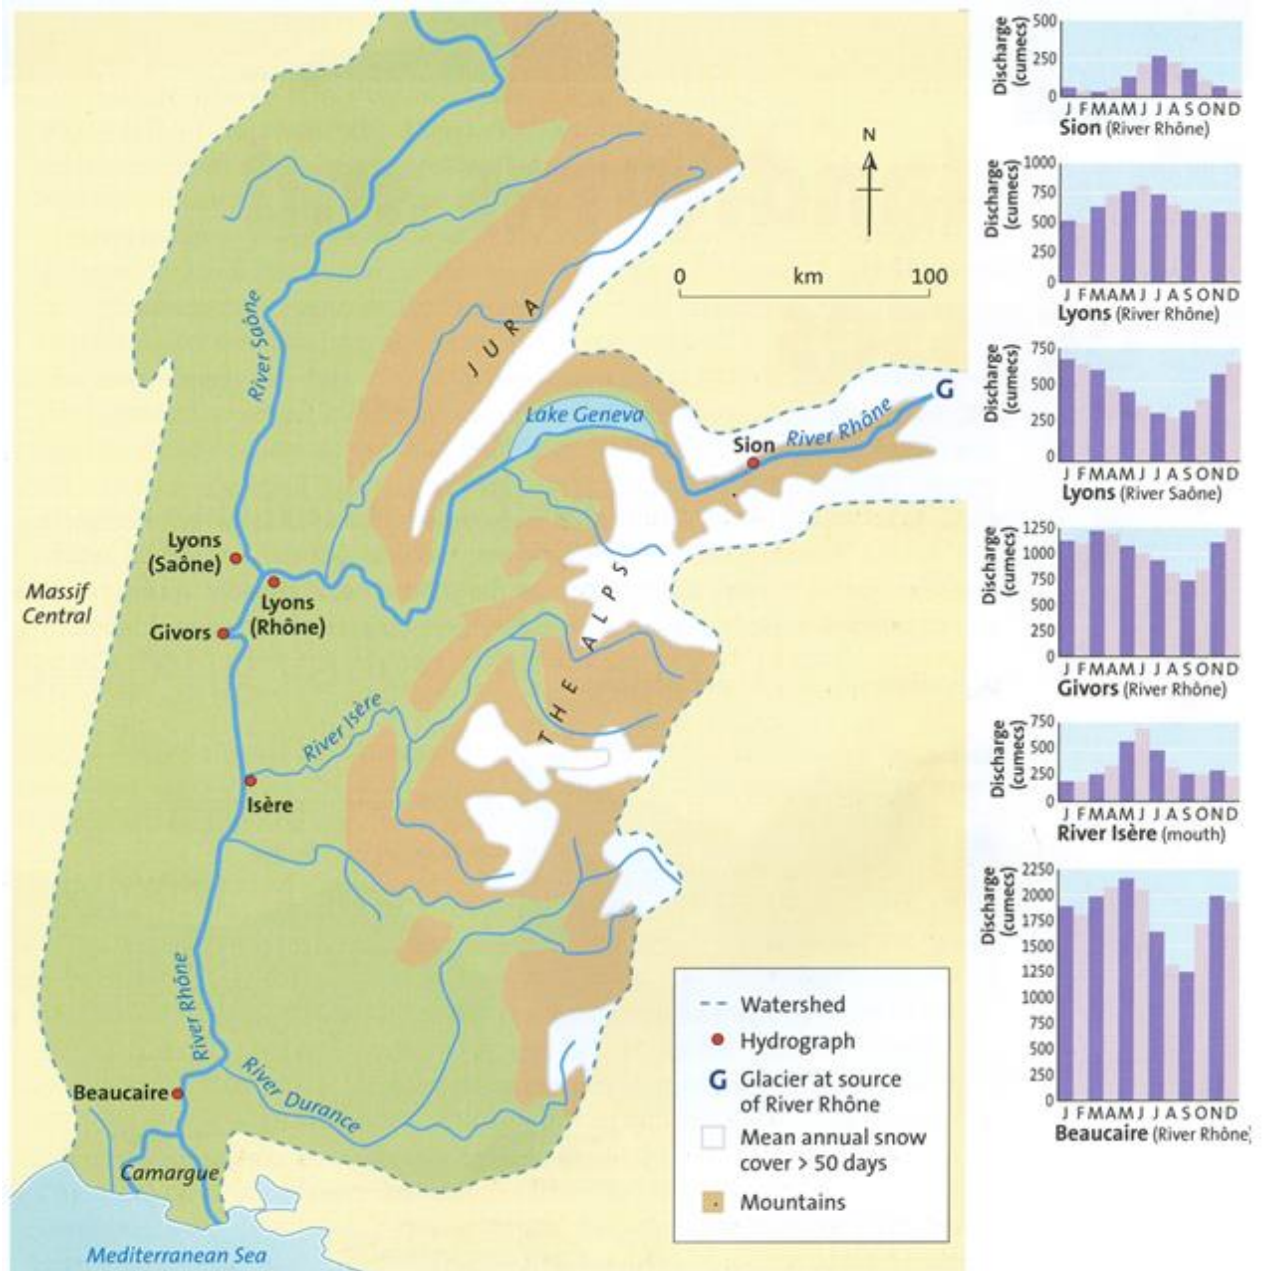 River Saône
JURA
N
0 km 100
Lake Geneva
G
Sion
River Rhône
Lyons
(Saône)
Massif
Central
Lyons
(Rhône)
Givors
THE ALPS
River Isère
Isère
River Rhône
Beaucaire
River Durance
Camargue
Mediterranean Sea
Watershed
Hydrograph
G Glacier at source
of River Rhône
Mean annual snow
cover > 50 days
Mountains
Discharge
(cumecs)
500
250
0
J F M A M J J A S O N D
Sion (River Rhône)
Discharge
(cumecs)
1000
750
500
250
0
J F M A M J J A S O N D
Lyons (River Rhône)
Discharge
(cumecs)
750
500
250
0
J F M A M J J A S O N D
Lyons (River Saône)
Discharge
(cumecs)
1250
1000
750
500
250
0
J F M A M J J A S O N D
Givors (River Rhône)
Discharge
(cumecs)
750
500
250
0
J F M A M J J A S O N D
River Isère (mouth)
Discharge
(cumecs)
2250
2000
1750
1500
1250
1000
750
500
250
0
J F M A M J J A S O N D
Beaucaire (River Rhône)